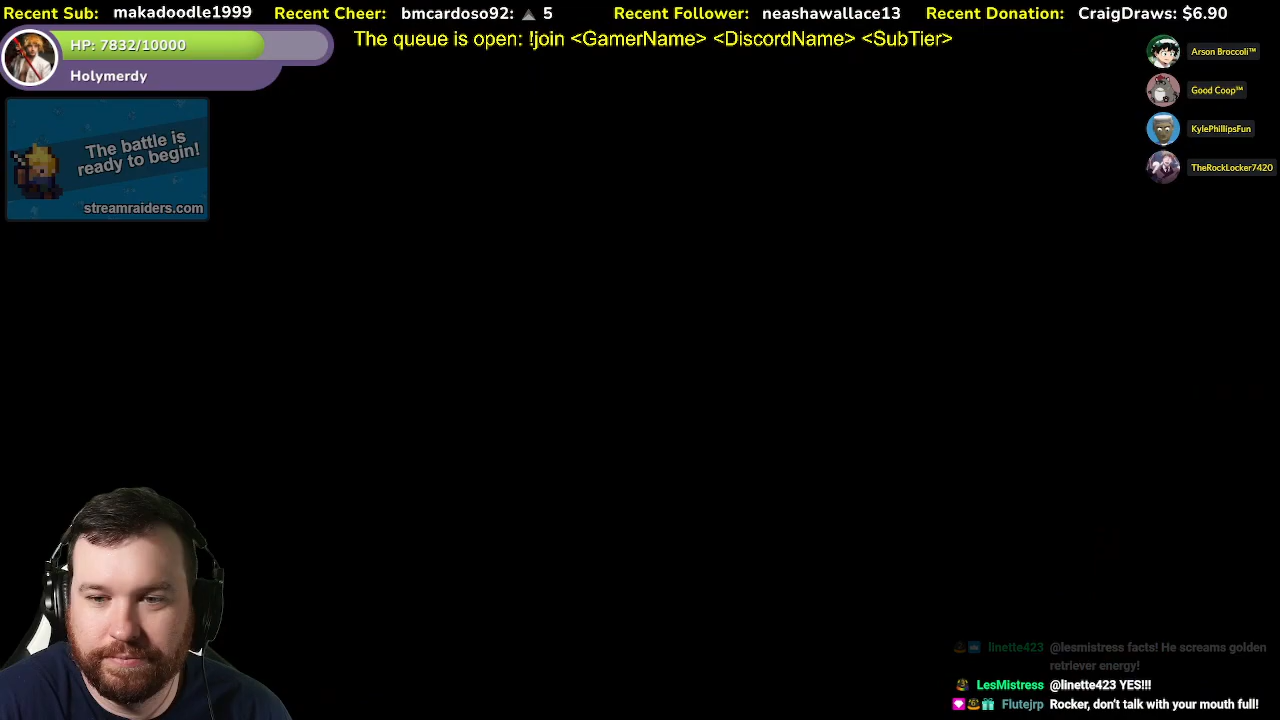 Recent Sub: makadoodle1999 Recent Cheer: bmcardoso92: 5 Recent Follower: neashawallace13 Recent Donation: CraigDraws: $6.90
HP: 7832/10000
The queue is open: !join <GamerName> <DiscordName> <SubTier>
Holymerdy
Arson Broccoli™
Good Coop™
KylePhillipsFun
TheRockLocker7420
The battle is
ready to begin!
streamraiders.com
linette423 @lesmistress facts! He screams golden
retriever energy!
LesMistress @linette423 YES!!!
Flutejrp Rocker, don't talk with your mouth full!